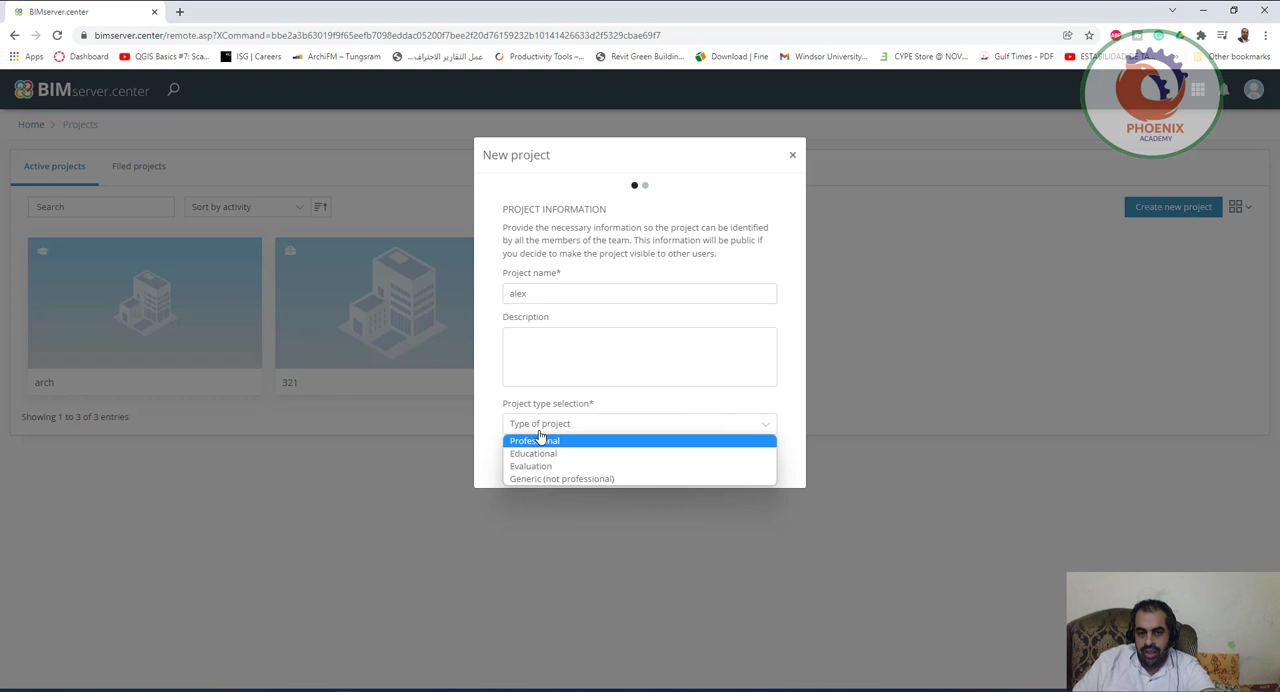 BIMserver.center
bimserver.center/remote.asp?XCommand=bbe2a3b63019f9f65eefb7098eddac05200f7bee2f20d76159232b10141426633d2f5329cbae69f7
Apps
Dashboard
QGIS Basics #7: Sca...
ISG | Careers
ArchiFM – Tungsram
عمل التقارير الاحتراف...
Productivity Tools –...
Revit Green Building...
Download | Fine
Windsor University...
CYPE Store @ NOV...
Gulf Times - PDF
Other bookmarks
BIMserver.center
PHOENIX
ACADEMY
Home > Projects
Active projects
Filed projects
Search
Sort by activity
Create new project
arch
321
Showing 1 to 3 of 3 entries
New project
×
PROJECT INFORMATION
Provide the necessary information so the project can be identified
by all the members of the team. This information will be public if
you decide to make the project visible to other users.
Project name*
alex
Description
Project type selection*
Type of project
Professional
Educational
Evaluation
Generic (not professional)